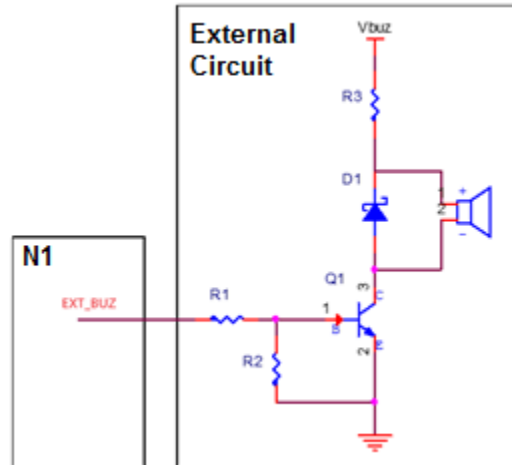 External
Circuit
Vbuz
R3
D1
1
+
2
-
N1
EXT_BUZ
R1
Q1
3
C
1
B
R2
2
E